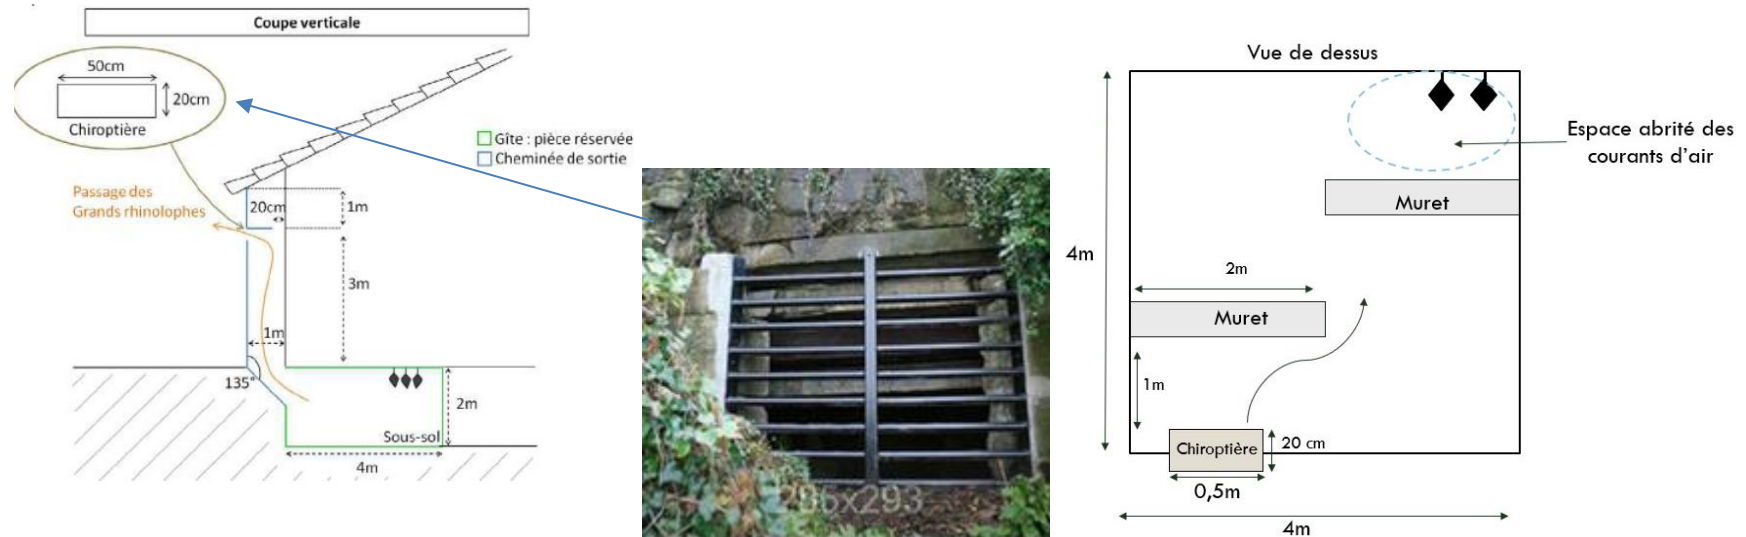 Coupe verticale
50cm
20cm
Chiroptière
Gîte : pièce réservée
Cheminée de sortie
Passage des
Grands rhinolophes
20cm
1m
3m
1m
135°
2m
Sous-sol
4m
286x293
Vue de dessus
Espace abrité des
courants d'air
Muret
4m
2m
Muret
1m
Chiroptière
20 cm
0,5m
4m